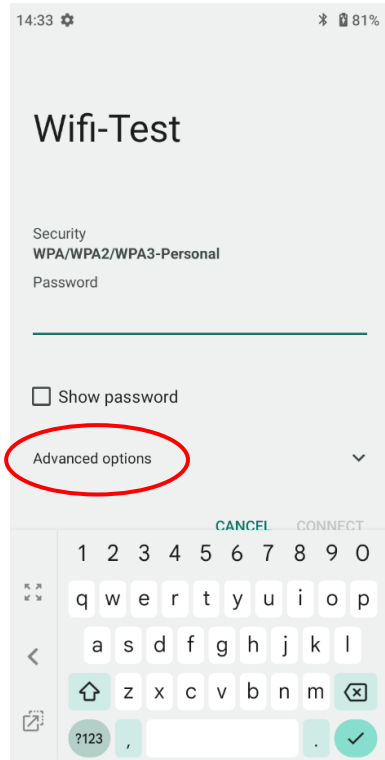 14:33 81%
Wifi-Test
Security
WPA/WPA2/WPA3-Personal
Password
Show password
Advanced options
CANCEL CONNECT
1 2 3 4 5 6 7 8 9 0
q w e r t y u i o p
a s d f g h j k l
z x c v b n m
?123 , .